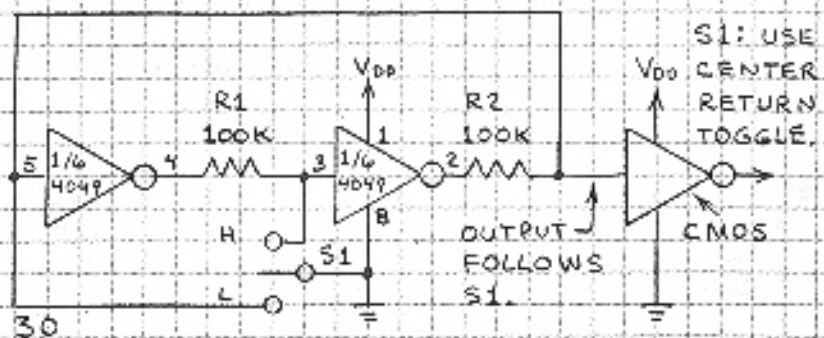 S1: USE
CENTER
RETURN
TOGGLE.
VDD
VDD
R1
100K
R2
100K
5
1/6
4049
4
3
1/6
4049
1
2
8
H
S1
L
OUTPUT
FOLLOWS
S1.
CMOS
30